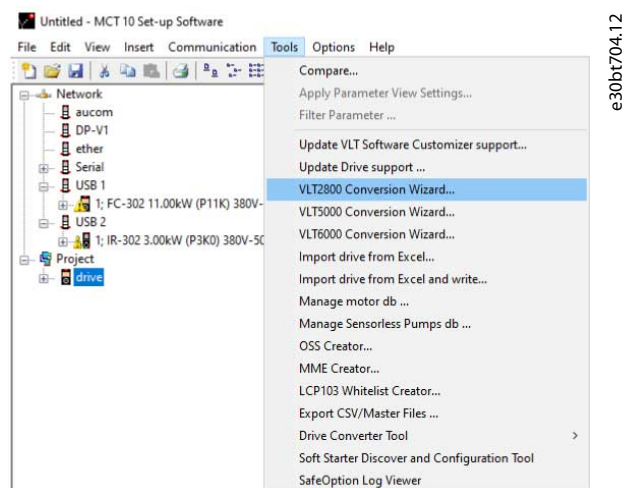 Untitled - MCT 10 Set-up Software
File Edit View Insert Communication Tools Options Help
Network
aucom
DP-V1
ether
Serial
USB 1
1; FC-302 11.00kW (P11K) 380V-
USB 2
1; IR-302 3.00kW (P3K0) 380V-50
Project
drive
Compare...
Apply Parameter View Settings...
Filter Parameter ...
Update VLT Software Customizer support...
Update Drive support ...
VLT2800 Conversion Wizard...
VLT5000 Conversion Wizard...
VLT6000 Conversion Wizard...
Import drive from Excel...
Import drive from Excel and write...
Manage motor db ...
Manage Sensorless Pumps db ...
OSS Creator...
MME Creator...
LCP103 Whitelist Creator...
Export CSV/Master Files ...
Drive Converter Tool
Soft Starter Discover and Configuration Tool
SafeOption Log Viewer
e30bt704.12